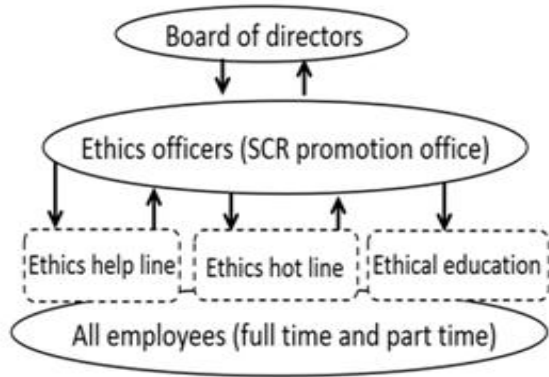 Board of directors
Ethics officers (SCR promotion office)
Ethics help line
Ethics hot line
Ethical education
All employees (full time and part time)